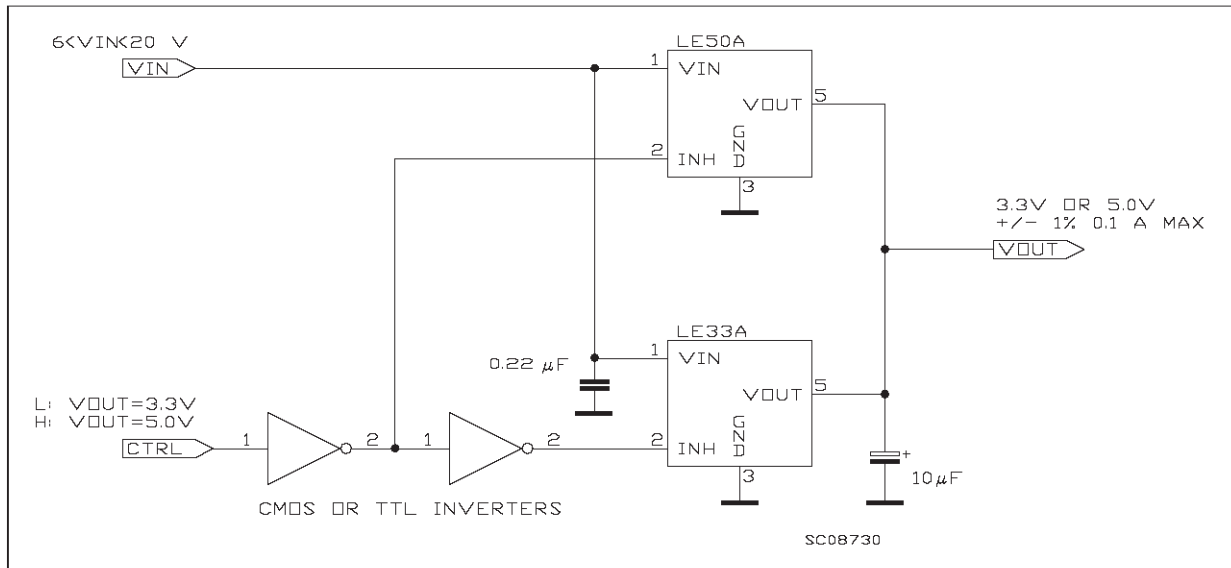 6<VIN<20 V
VIN
LE50A
1
VIN
VOUT
5
GND
2
INH
3
3.3V OR 5.0V
+/- 1% 0.1 A MAX
VOUT
LE33A
0.22 µF
1
VIN
VOUT
5
GND
2
INH
3
L: VOUT=3.3V
H: VOUT=5.0V
CTRL
1
2
1
2
+
10µF
CMOS OR TTL INVERTERS
SC08730